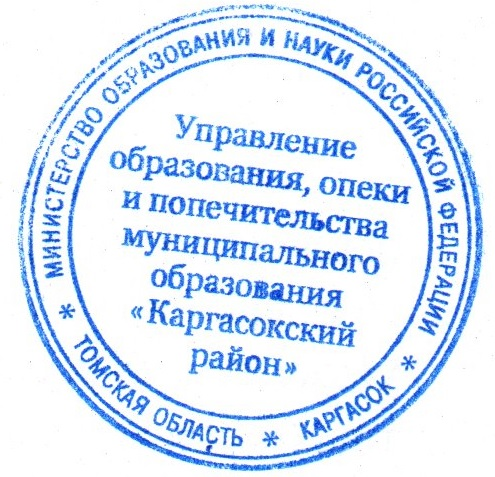 МИНИСТЕРСТВО ОБРАЗОВАНИЯ И НАУКИ РОССИЙСКОЙ ФЕДЕРАЦИИ
* ТОМСКАЯ ОБЛАСТЬ * КАРГАСОК *
Управление
образования, опеки
и попечительства
муниципального
образования
«Каргасокский
район»